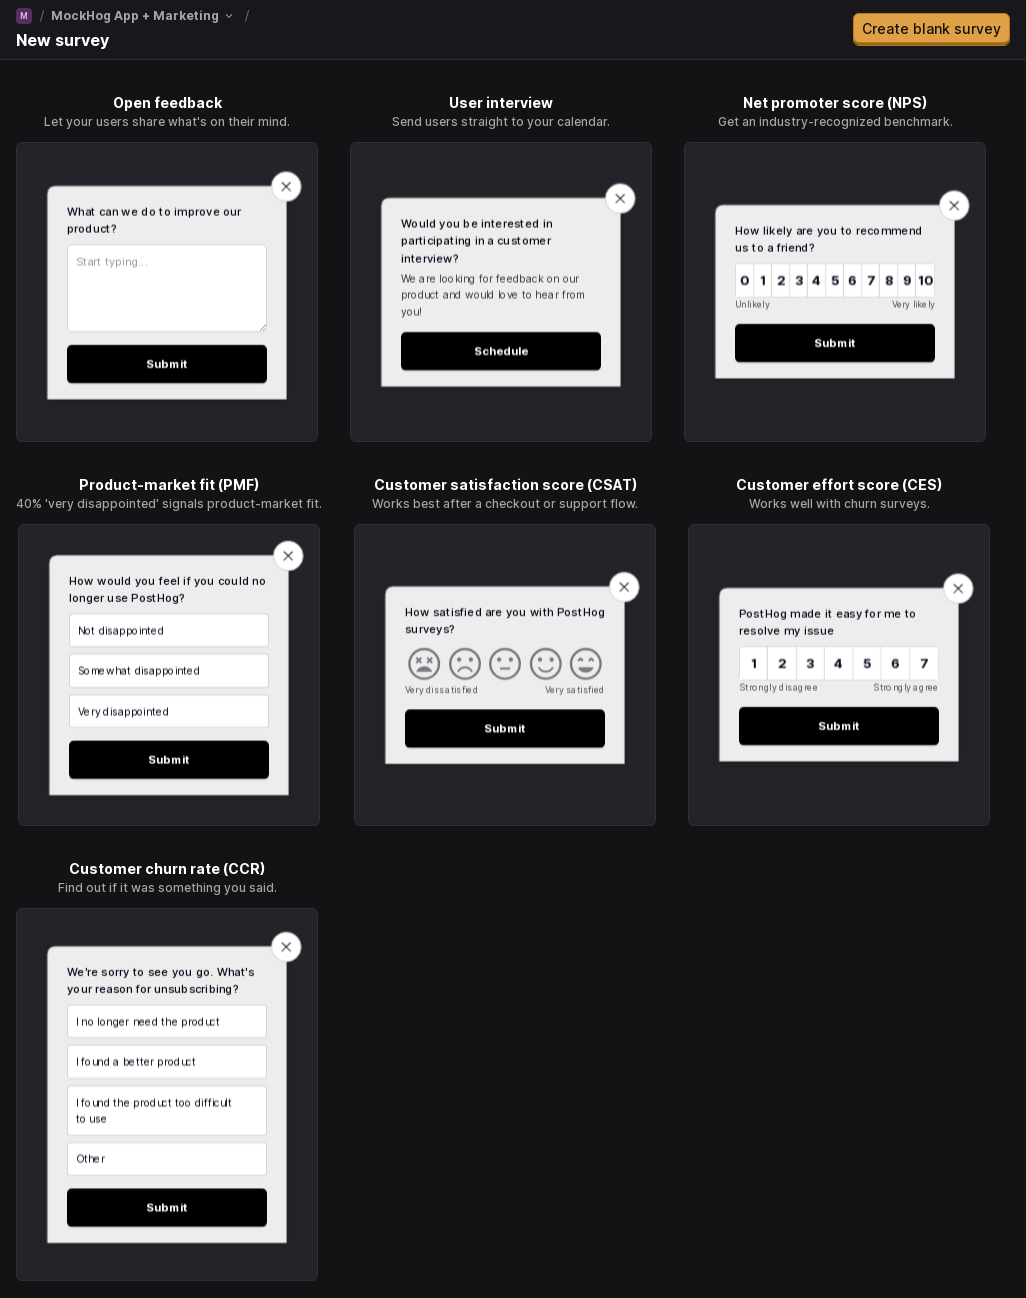 M / MockHog App + Marketing /
New survey
Create blank survey
Open feedback
Let your users share what's on their mind.
What can we do to improve our
product?
Start typing...
Submit
User interview
Send users straight to your calendar.
Would you be interested in
participating in a customer
interview?
We are looking for feedback on our
product and would love to hear from
you!
Schedule
Net promoter score (NPS)
Get an industry-recognized benchmark.
How likely are you to recommend
us to a friend?
0 1 2 3 4 5 6 7 8 9 10
Unlikely Very likely
Submit
Product-market fit (PMF)
40% 'very disappointed' signals product-market fit.
How would you feel if you could no
longer use PostHog?
Not disappointed
Somewhat disappointed
Very disappointed
Submit
Customer satisfaction score (CSAT)
Works best after a checkout or support flow.
How satisfied are you with PostHog
surveys?
Very dissatisfied Very satisfied
Submit
Customer effort score (CES)
Works well with churn surveys.
PostHog made it easy for me to
resolve my issue
1 2 3 4 5 6 7
Strongly disagree Strongly agree
Submit
Customer churn rate (CCR)
Find out if it was something you said.
We're sorry to see you go. What's
your reason for unsubscribing?
I no longer need the product
I found a better product
I found the product too difficult
to use
Other
Submit